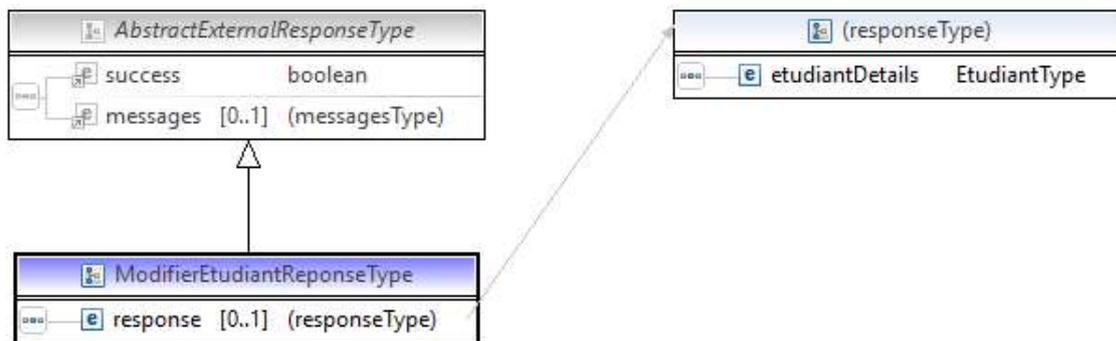 AbstractExternalResponseType
success boolean
messages [0..1] (messagesType)
(responseType)
etudiantDetails EtudiantType
ModifierEtudiantReponseType
response [0..1] (responseType)